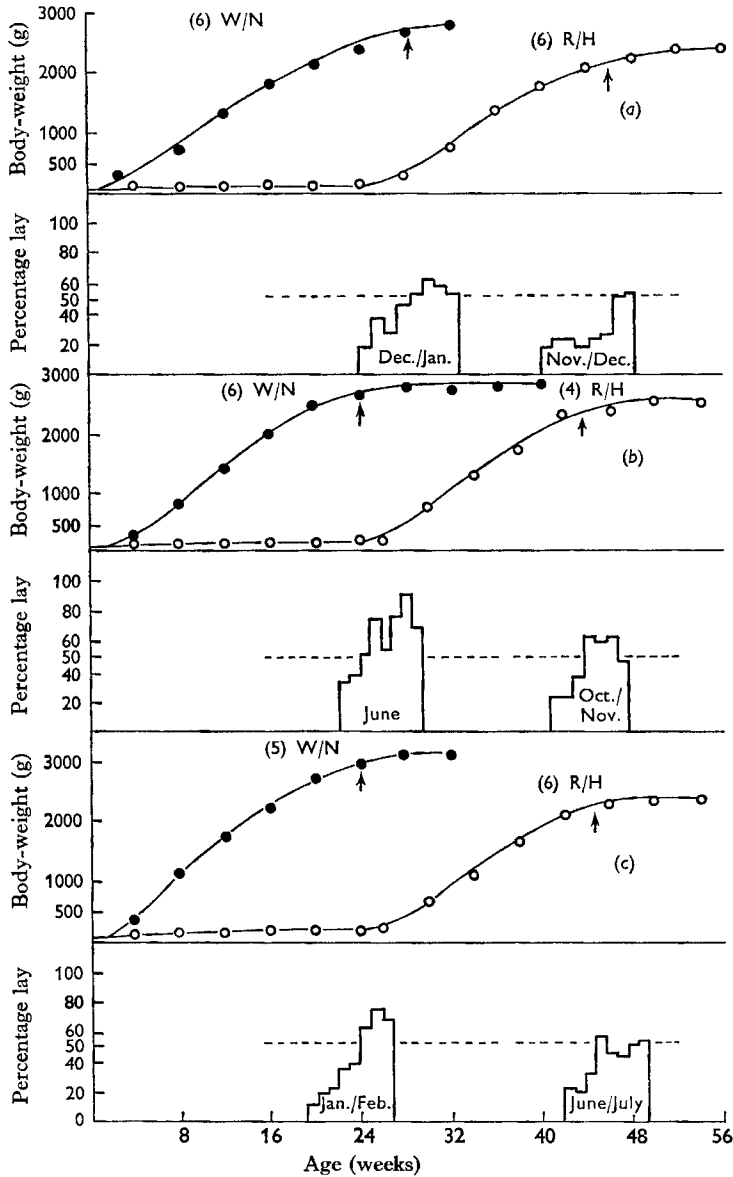 Body-weight (g)
3000
2000
1000
500
(6) W/N
(6) R/H
(a)
Percentage lay
100
80
60
50
40
20
Dec./Jan.
Nov./Dec.
Body-weight (g)
3000
2000
1000
500
(6) W/N
(4) R/H
(b)
Percentage lay
100
80
60
50
40
20
June
Oct./
Nov.
Body-weight (g)
3000
2000
1000
500
(5) W/N
(6) R/H
(c)
Percentage lay
100
80
60
50
40
20
0
Jan./Feb.
June/July
8 16 24 32 40 48 56
Age (weeks)